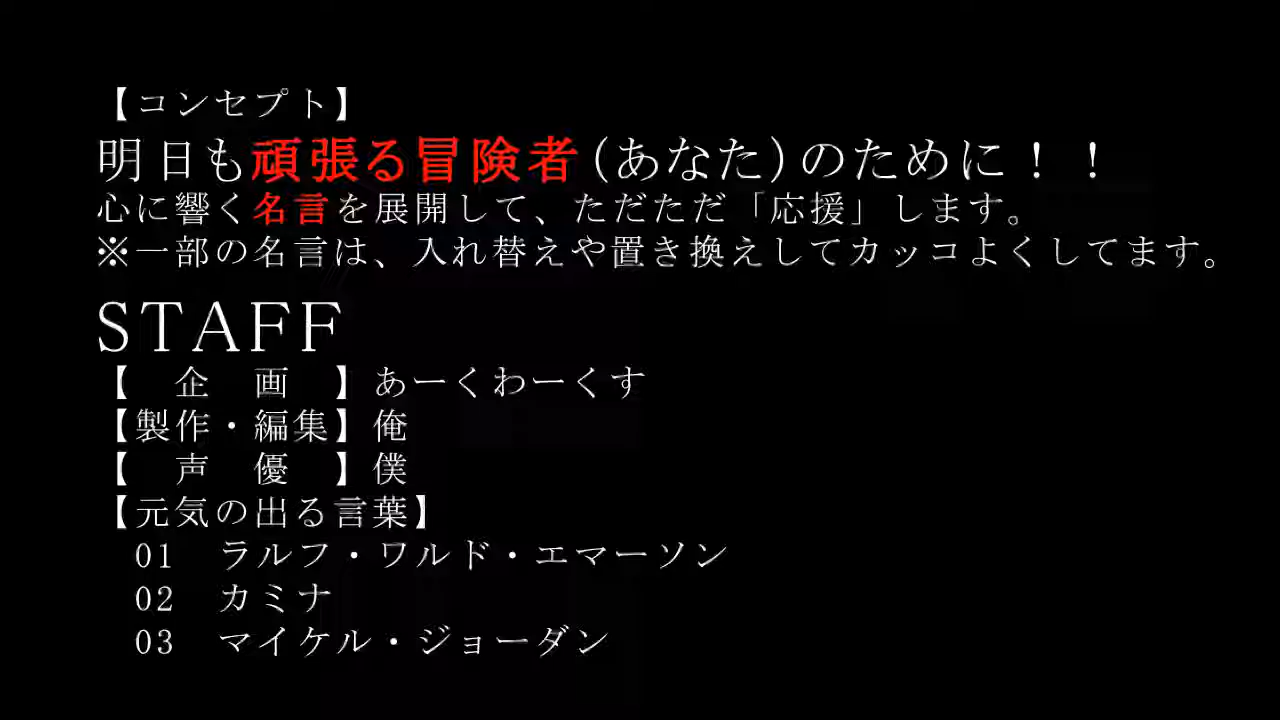 【コンセプト】
明日も頑張る冒険者(あなた)のために！！
心に響く名言を展開して、ただただ「応援」します。
※一部の名言は、入れ替えや置き換えしてカッコよくしてます。
STAFF
【　企　画　】あーくわーくす
【製作・編集】俺
【　声　優　】僕
【元気の出る言葉】
01　ラルフ・ワルド・エマーソン
02　カミナ
03　マイケル・ジョーダン